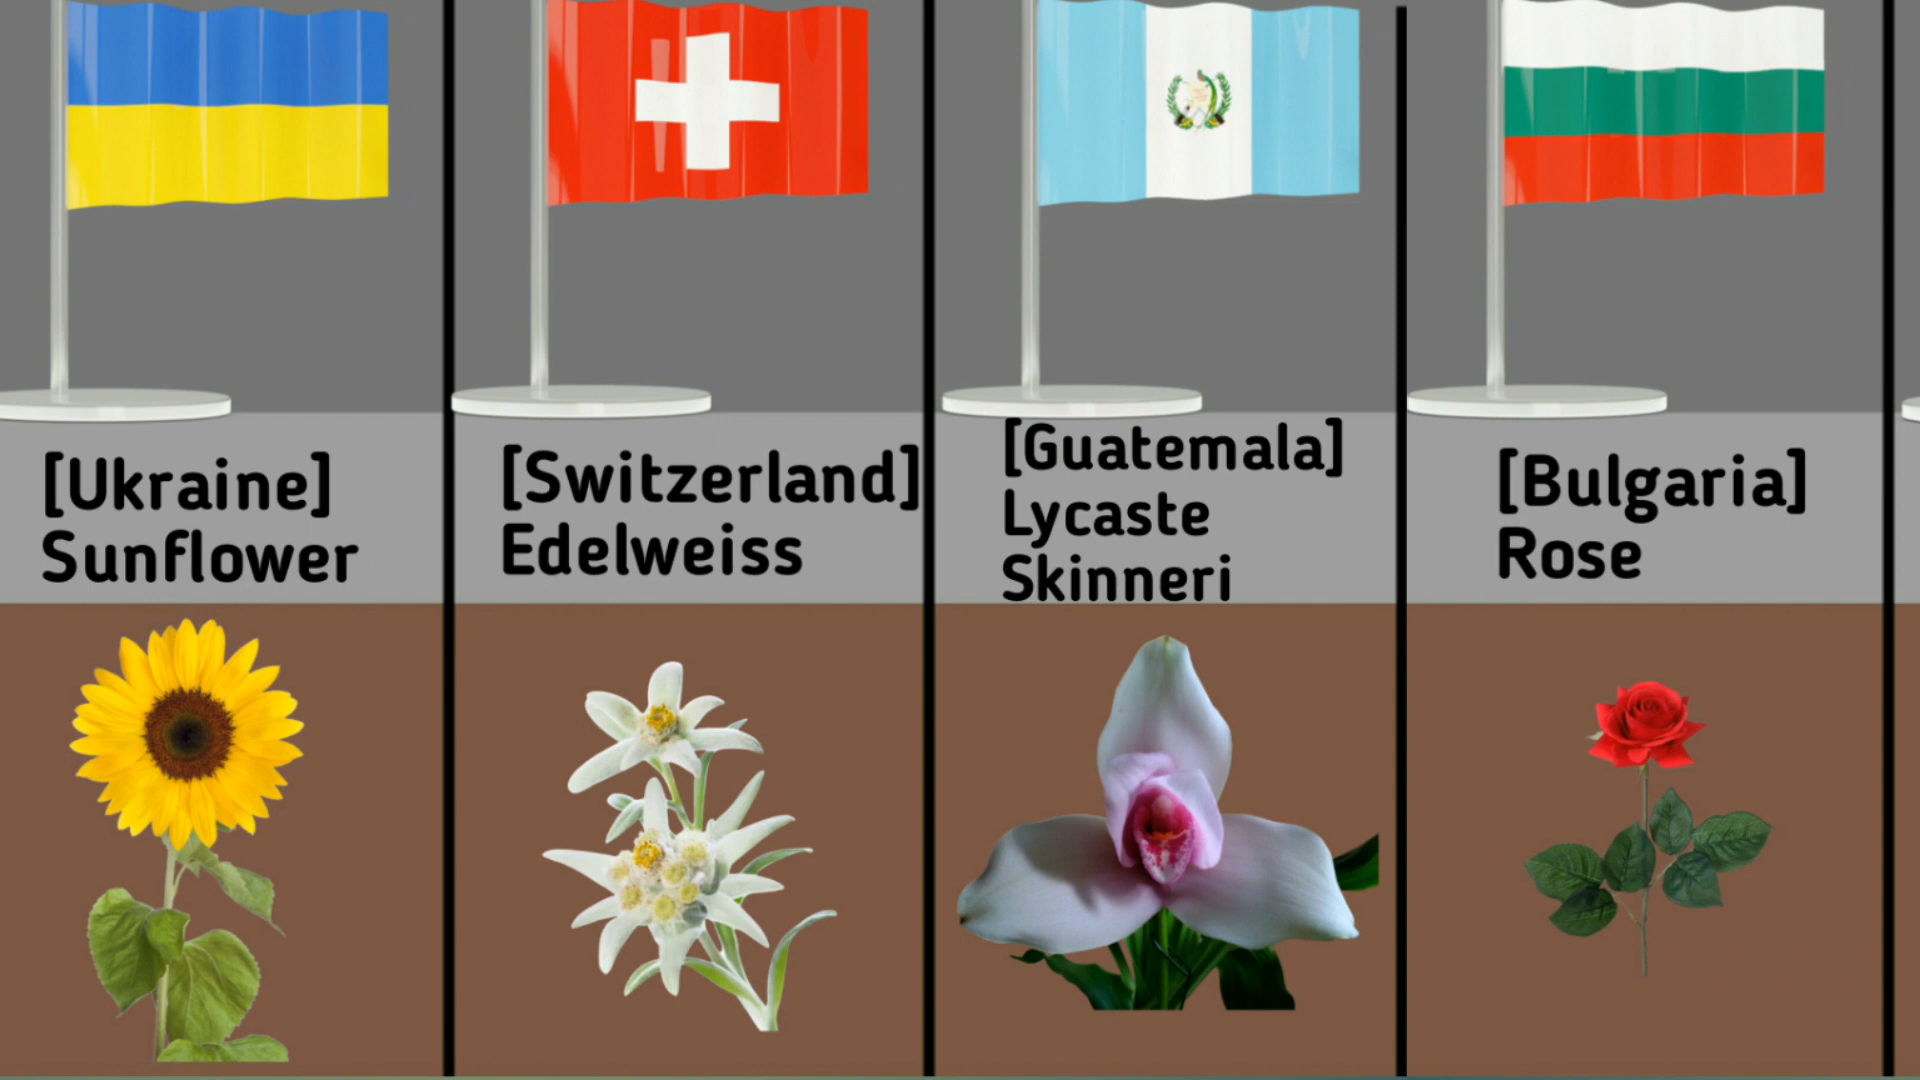 [Ukraine]
Sunflower
[Switzerland]
Edelweiss
[Guatemala]
Lycaste
Skinneri
[Bulgaria]
Rose